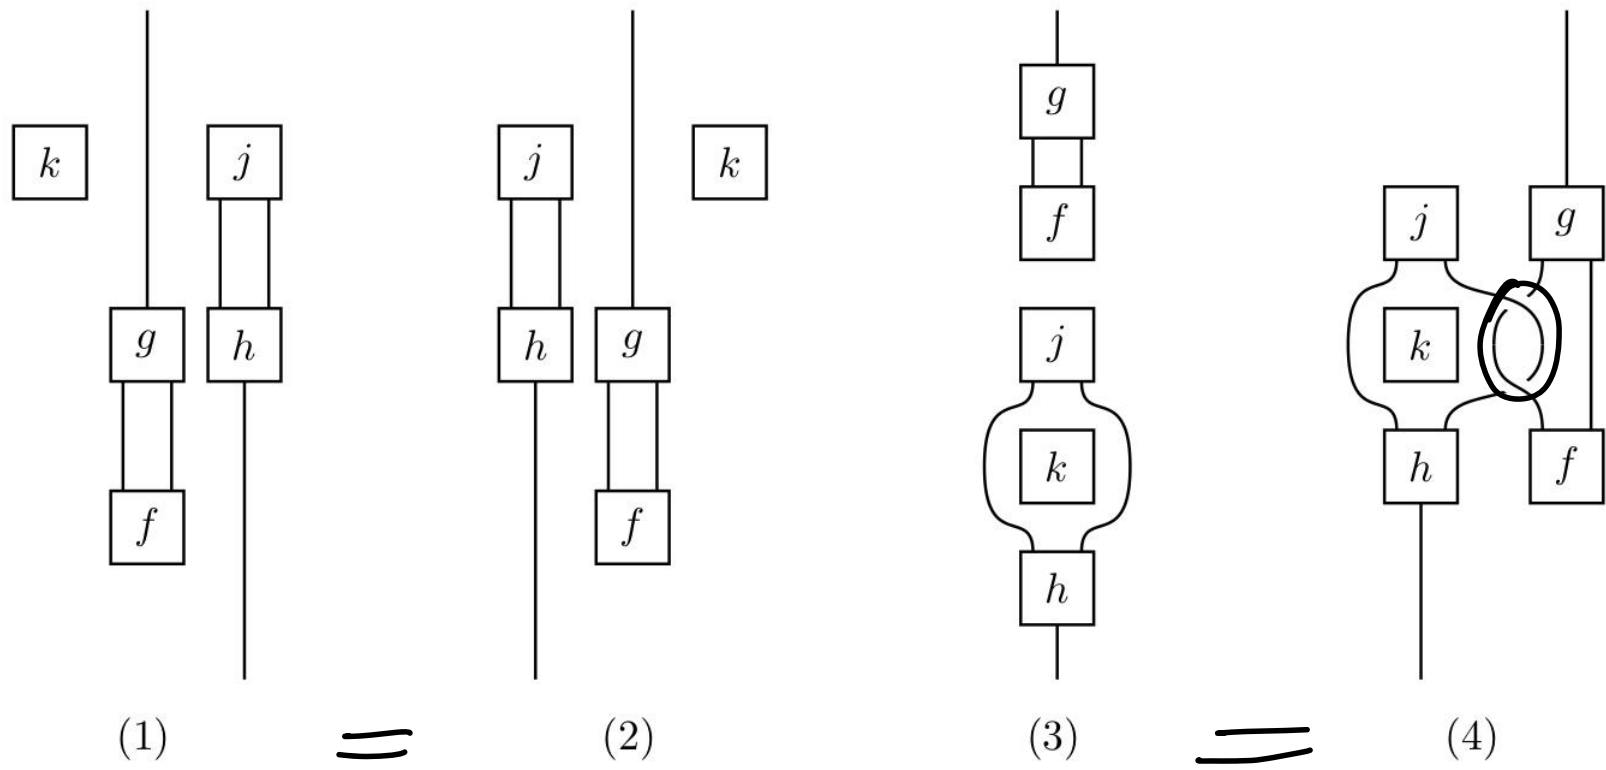 g
k j j k
j g
f
g h h g j k
k h f
f f
h
(1) = (2) (3) = (4)